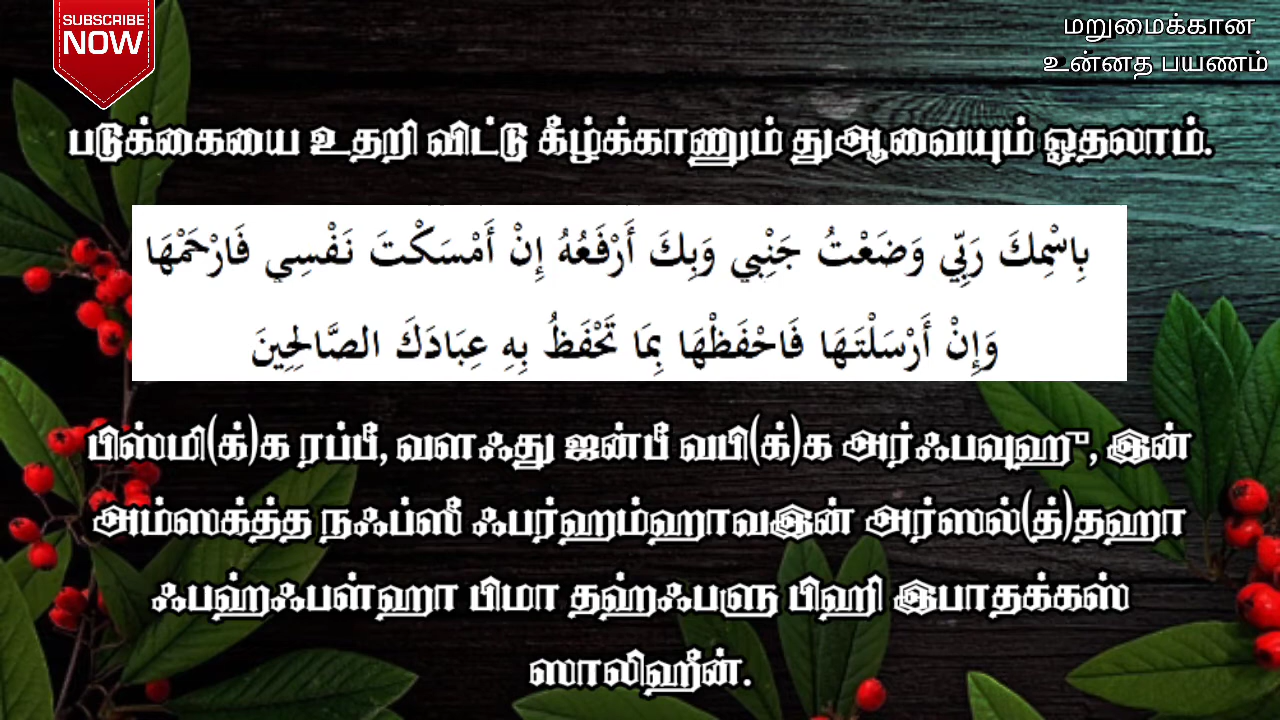 SUBSCRIBE
NOW
மறுமைக்கான
உன்னத பயணம்
படுக்கையை உதறி விட்டு கீழ்க்காணும் துஆவையும் ஓதலாம்.
بِاسْمِكَ رَبِّي وَضَعْتُ جَنْبِي وَبِكَ أَرْفَعُهُ إِنْ أَمْسَكْتَ نَفْسِي فَارْحَمْهَا
وَإِنْ أَرْسَلْتَهَا فَاحْفَظْهَا بِمَا تَحْفَظُ بِهِ عِبَادَكَ الصَّالِحِينَ
பிஸ்மி(க்)க ரப்பீ, வளஃது ஜன்பீ வபி(க்)க அர்ஃபவுஹு, இன்
அம்ஸக்த்த நஃப்ஸீ ஃபர்ஹம்ஹாவஇன் அர்ஸல்(த்)தஹா
ஃபஹ்ஃபள்ஹா பிமா தஹ்ஃபளு பிஹி இபாதக்கஸ்
ஸாலிஹீன்.